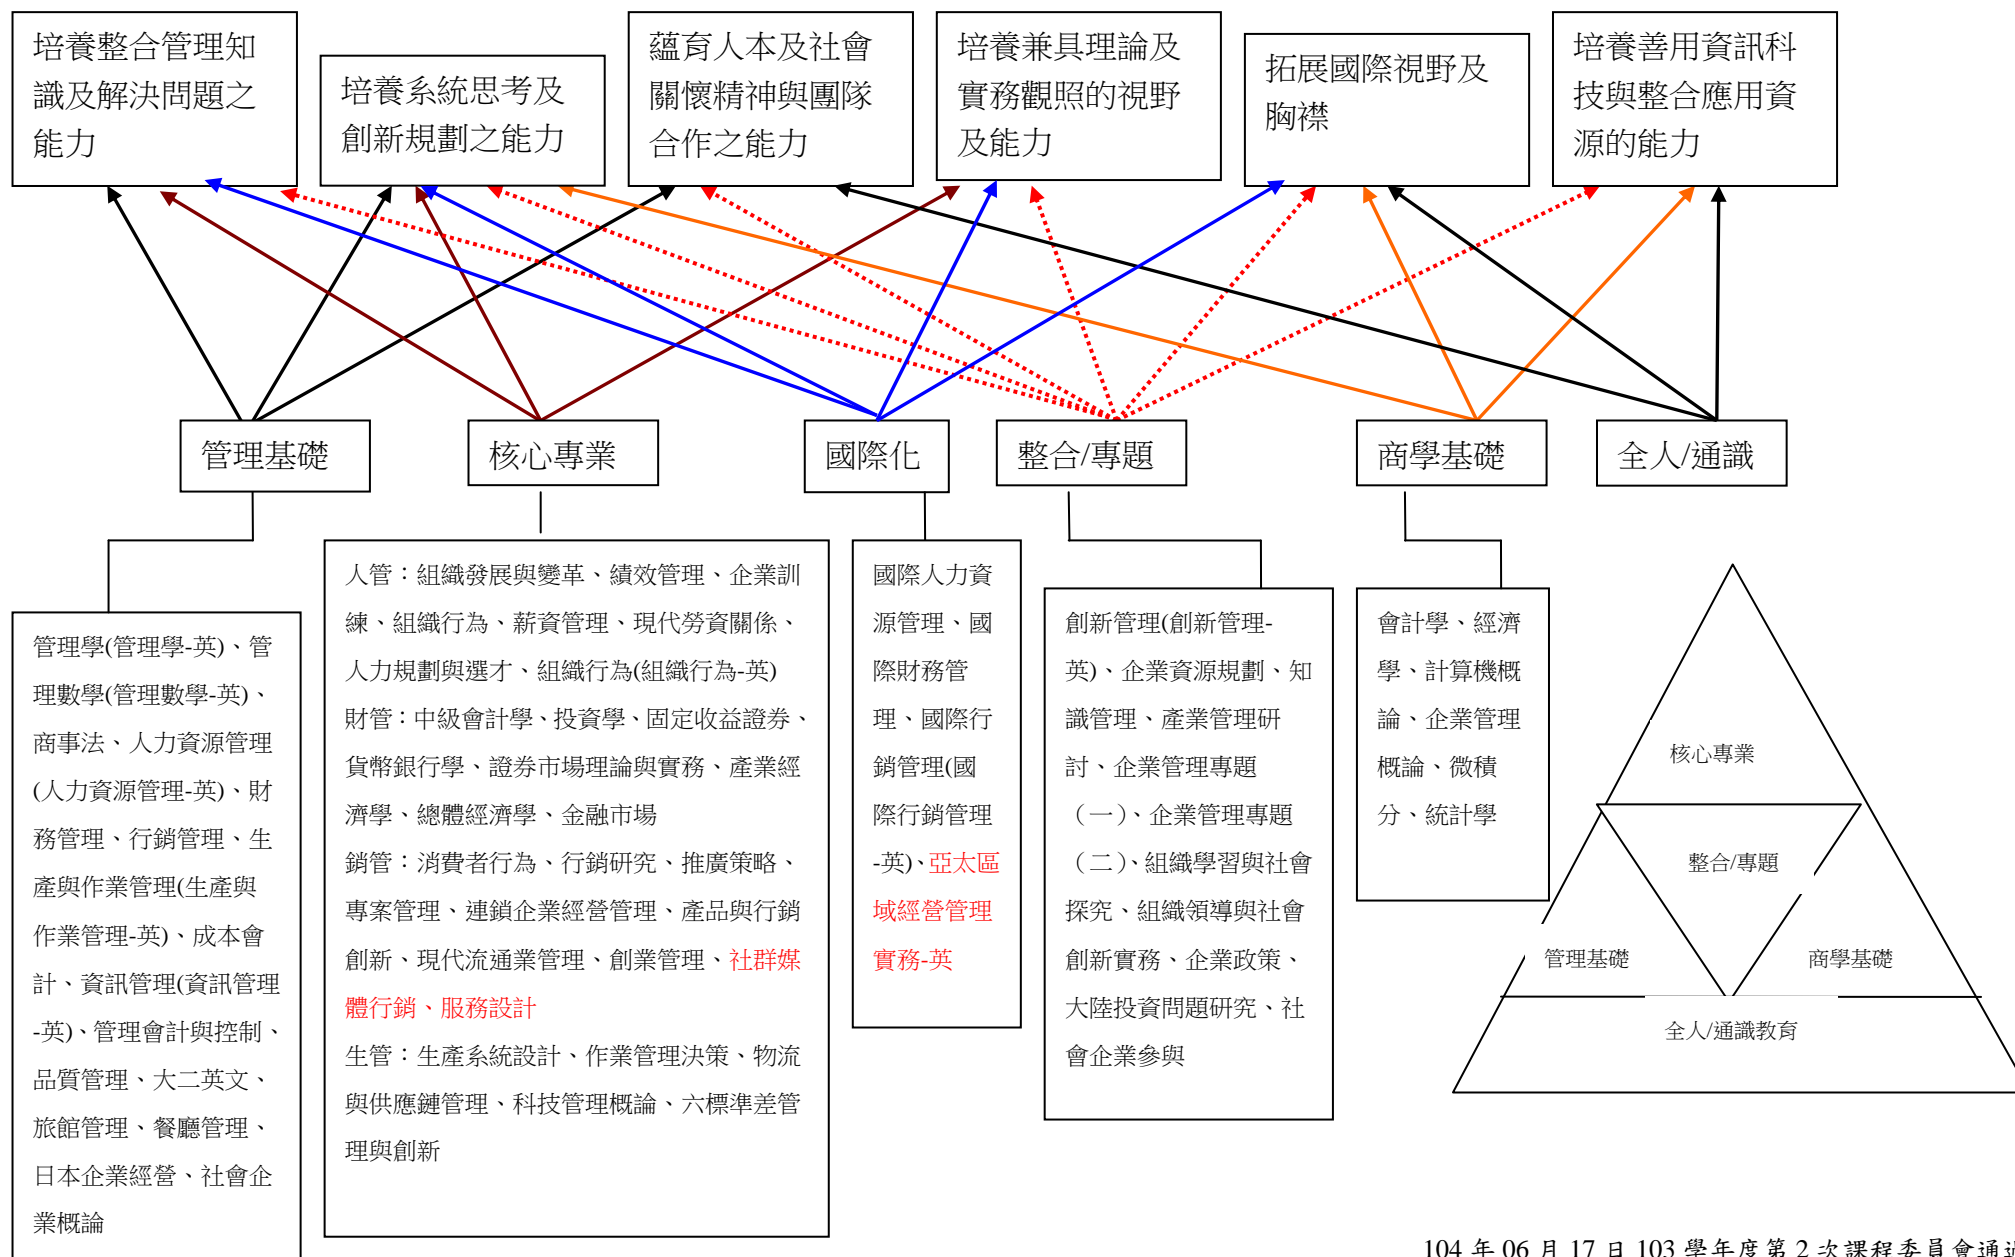 培養整合管理知
識及解決問題之
能力
培養系統思考及
創新規劃之能力
蘊育人本及社會
關懷精神與團隊
合作之能力
培養兼具理論及
實務觀照的視野
及能力
拓展國際視野及
胸襟
培養善用資訊科
技與整合應用資
源的能力
管理基礎
核心專業
國際化
整合/專題
商學基礎
全人/通識
管理學(管理學-英)、管
理數學(管理數學-英)、
商事法、人力資源管理
(人力資源管理-英)、財
務管理、行銷管理、生
產與作業管理(生產與
作業管理-英)、成本會
計、資訊管理(資訊管理
-英)、管理會計與控制、
品質管理、大二英文、
旅館管理、餐廳管理、
日本企業經營、社會企
業概論
人管：組織發展與變革、績效管理、企業訓
練、組織行為、薪資管理、現代勞資關係、
人力規劃與選才、組織行為(組織行為-英)
財管：中級會計學、投資學、固定收益證券、
貨幣銀行學、證券市場理論與實務、產業經
濟學、總體經濟學、金融市場
銷管：消費者行為、行銷研究、推廣策略、
專案管理、連鎖企業經營管理、產品與行銷
創新、現代流通業管理、創業管理、社群媒
體行銷、服務設計
生管：生產系統設計、作業管理決策、物流
與供應鏈管理、科技管理概論、六標準差管
理與創新
國際人力資
源管理、國
際財務管
理、國際行
銷管理(國
際行銷管理
-英)、亞太區
域經營管理
實務-英
創新管理(創新管理-
英)、企業資源規劃、知
識管理、產業管理研
討、企業管理專題
（一）、企業管理專題
（二）、組織學習與社會
探究、組織領導與社會
創新實務、企業政策、
大陸投資問題研究、社
會企業參與
會計學、經濟
學、計算機概
論、企業管理
概論、微積
分、統計學
核心專業
整合/專題
管理基礎
商學基礎
全人/通識教育
104 年 06 月 17 日 103 學年度第 2 次課程委員會通過